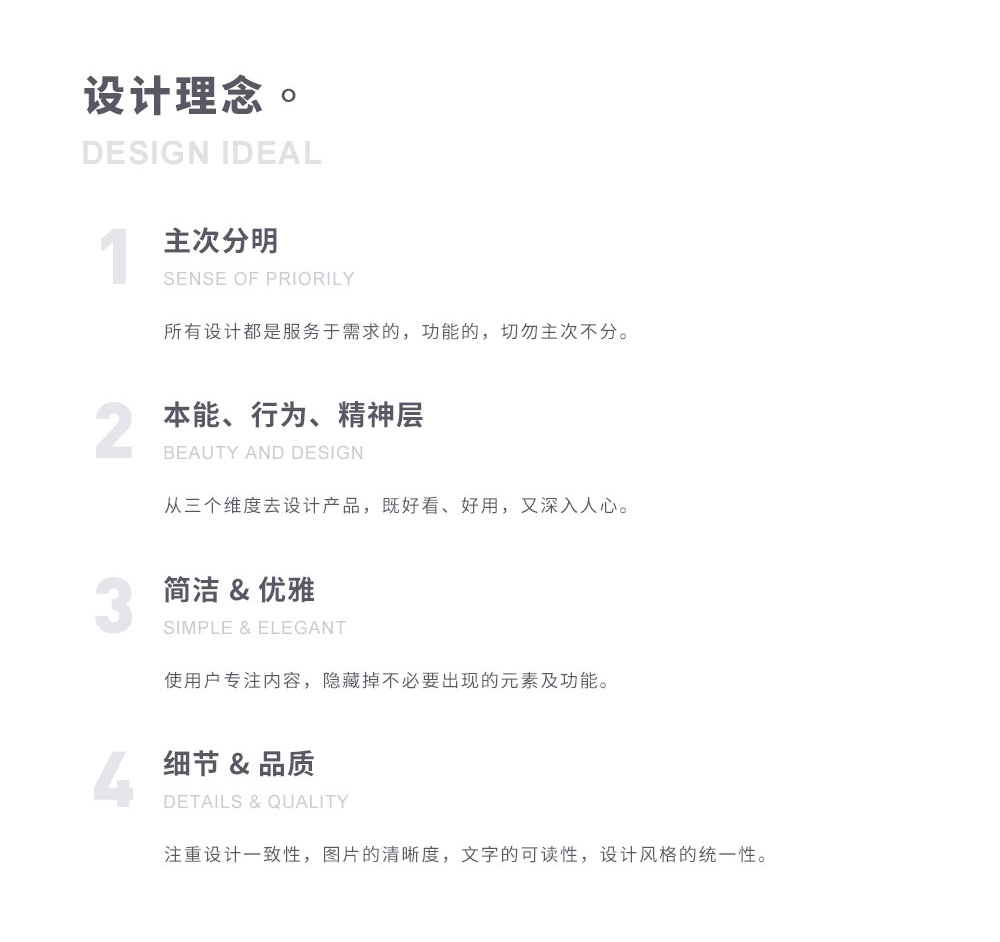 设计理念。
DESIGN IDEAL
1
主次分明
SENSE OF PRIORILY
所有设计都是服务于需求的，功能的，切勿主次不分。
2
本能、行为、精神层
BEAUTY AND DESIGN
从三个维度去设计产品，既好看、好用，又深入人心。
3
简洁 & 优雅
SIMPLE & ELEGANT
使用户专注内容，隐藏掉不必要出现的元素及功能。
4
细节 & 品质
DETAILS & QUALITY
注重设计一致性，图片的清晰度，文字的可读性，设计风格的统一性。